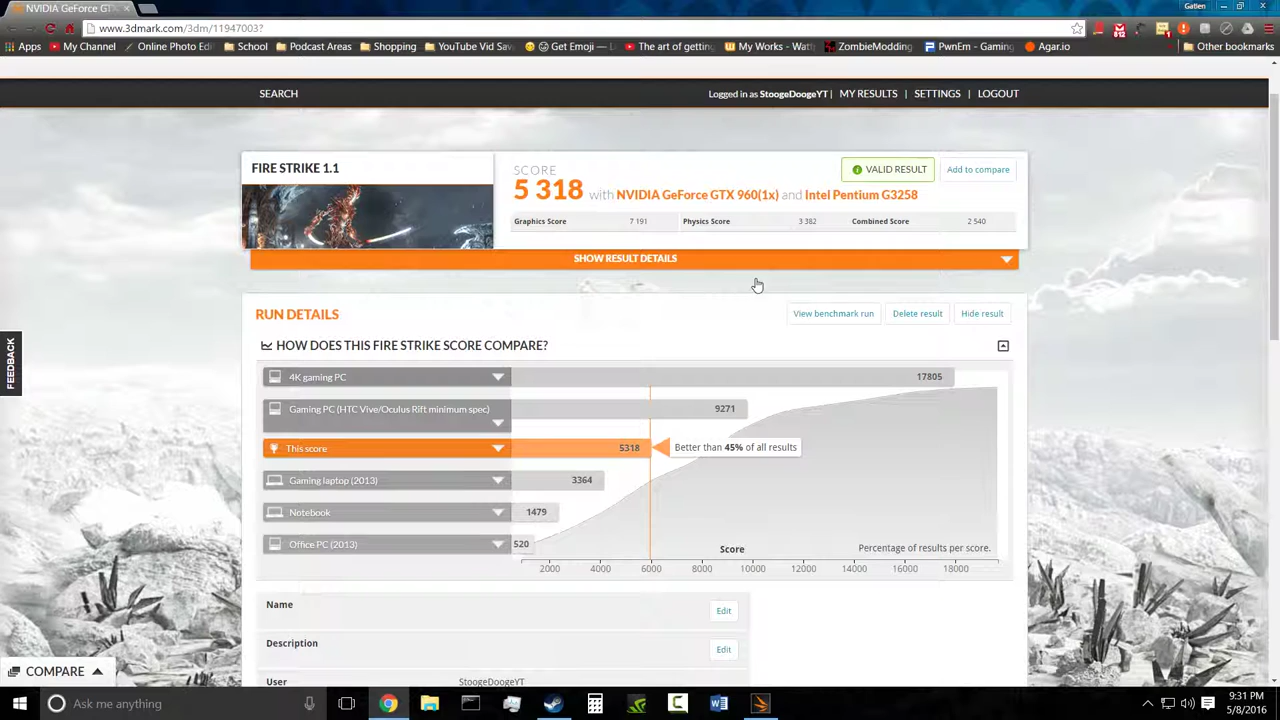 NVIDIA GeForce GT
Gatlen
www.3dmark.com/3dm/11947003?
Apps My Channel Online Photo Edit School Podcast Areas Shopping YouTube Vid Sav Get Emoji — The art of getting My Works - Watt ZombieModding PwnEm - Gaming Agar.io Other bookmarks
SEARCH Logged in as StoogeDoogeYT | MY RESULTS | SETTINGS | LOGOUT
FIRE STRIKE 1.1
SCORE
VALID RESULT Add to compare
5 318 with NVIDIA GeForce GTX 960(1x) and Intel Pentium G3258
Graphics Score 7 191 Physics Score 3 382 Combined Score 2 540
SHOW RESULT DETAILS
RUN DETAILS
View benchmark run Delete result Hide result
HOW DOES THIS FIRE STRIKE SCORE COMPARE?
4K gaming PC 17805
Gaming PC (HTC Vive/Oculus Rift minimum spec) 9271
This score 5318 Better than 45% of all results
Gaming laptop (2013) 3364
Notebook 1479
Office PC (2013) 520
Score Percentage of results per score.
2000 4000 6000 8000 10000 12000 14000 16000 18000
Name Edit
Description Edit
User StoogeDoogeYT
FEEDBACK
COMPARE
Ask me anything
9:31 PM
5/8/2016